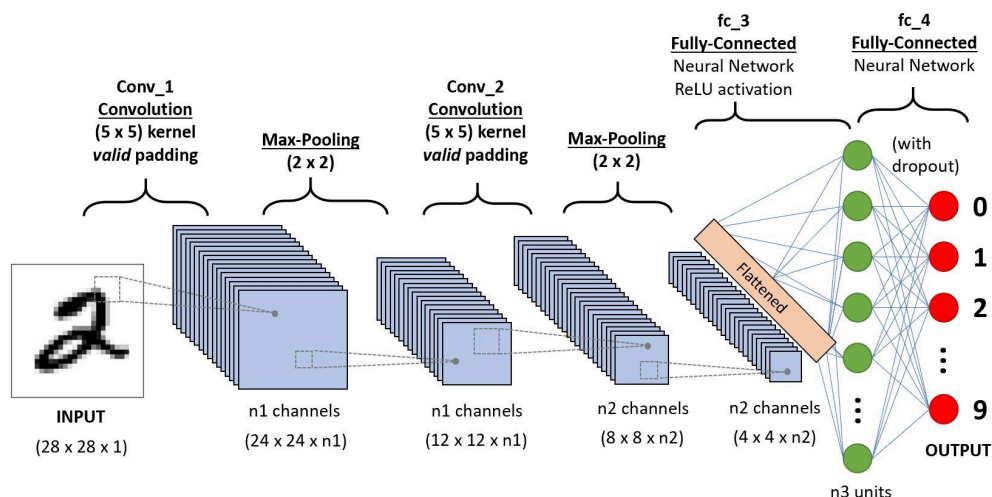 fc_3
Fully-Connected
Neural Network
ReLU activation
fc_4
Fully-Connected
Neural Network
Conv_1
Convolution
(5 x 5) kernel
valid padding
Max-Pooling
(2 x 2)
Conv_2
Convolution
(5 x 5) kernel
valid padding
Max-Pooling
(2 x 2)
(with
dropout)
Flattened
0
1
2
...
9
OUTPUT
2
INPUT
(28 x 28 x 1)
n1 channels
(24 x 24 x n1)
n1 channels
(12 x 12 x n1)
n2 channels
(8 x 8 x n2)
n2 channels
(4 x 4 x n2)
...
n3 units